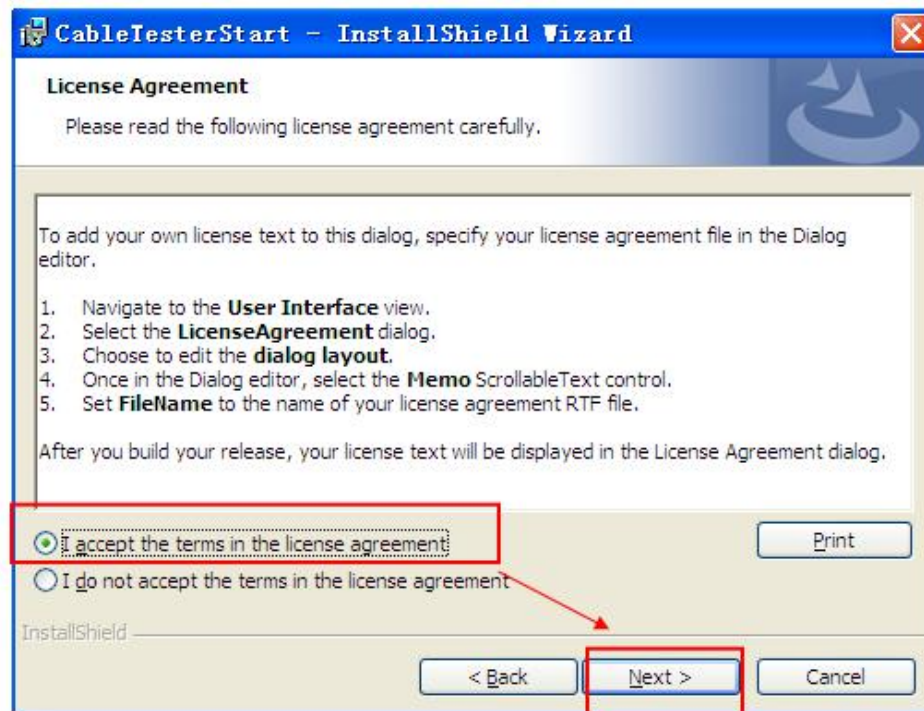 CableTesterStart - InstallShield Wizard
License Agreement
Please read the following license agreement carefully.
To add your own license text to this dialog, specify your license agreement file in the Dialog
editor.
1. Navigate to the User Interface view.
2. Select the LicenseAgreement dialog.
3. Choose to edit the dialog layout.
4. Once in the Dialog editor, select the Memo ScrollableText control.
5. Set FileName to the name of your license agreement RTF file.
After you build your release, your license text will be displayed in the License Agreement dialog.
I accept the terms in the license agreement
Print
I do not accept the terms in the license agreement
InstallShield
< Back Next > Cancel